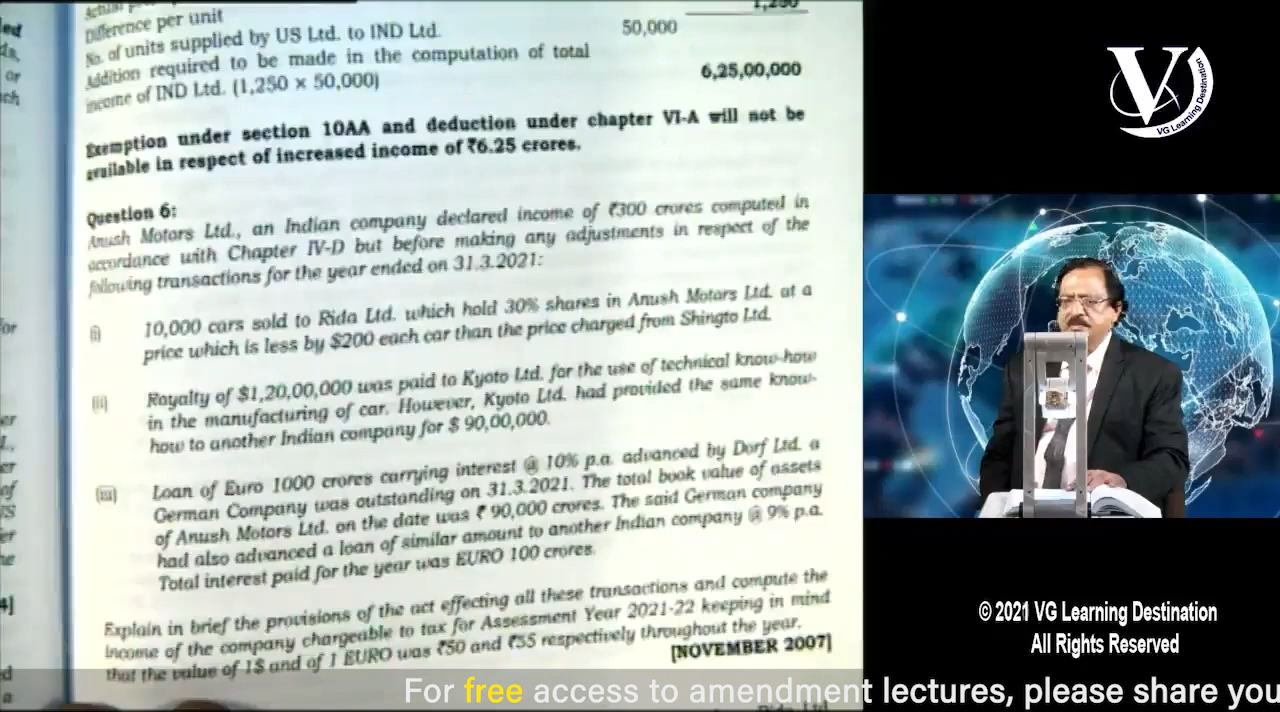 Difference per unit
1,250
No. of units supplied by US Ltd. to IND Ltd.
50,000
Addition required to be made in the computation of total
income of IND Ltd. (1,250 × 50,000)
6,25,00,000
Exemption under section 10AA and deduction under chapter VI-A will not be
available in respect of increased income of ₹6.25 crores.
Question 6:
Anush Motors Ltd., an Indian company declared income of ₹300 crores computed in
accordance with Chapter IV-D but before making any adjustments in respect of the
following transactions for the year ended on 31.3.2021:
(i) 10,000 cars sold to Rida Ltd. which hold 30% shares in Anush Motors Ltd. at a
price which is less by $200 each car than the price charged from Shingto Ltd.
(ii) Royalty of $1,20,00,000 was paid to Kyoto Ltd. for the use of technical know-how
in the manufacturing of car. However, Kyoto Ltd. had provided the same know-
how to another Indian company for $ 90,00,000.
(iii) Loan of Euro 1000 crores carrying interest @ 10% p.a. advanced by Dorf Ltd. a
German Company was outstanding on 31.3.2021. The total book value of assets
of Anush Motors Ltd. on the date was ₹ 90,000 crores. The said German company
had also advanced a loan of similar amount to another Indian company @ 9% p.a.
Total interest paid for the year was EURO 100 crores.
Explain in brief the provisions of the act effecting all these transactions and compute the
income of the company chargeable to tax for Assessment Year 2021-22 keeping in mind
that the value of 1$ and of 1 EURO was ₹50 and ₹55 respectively throughout the year.
[NOVEMBER 2007]
V
VG Learning Destination
© 2021 VG Learning Destination
All Rights Reserved
For free access to amendment lectures, please share you